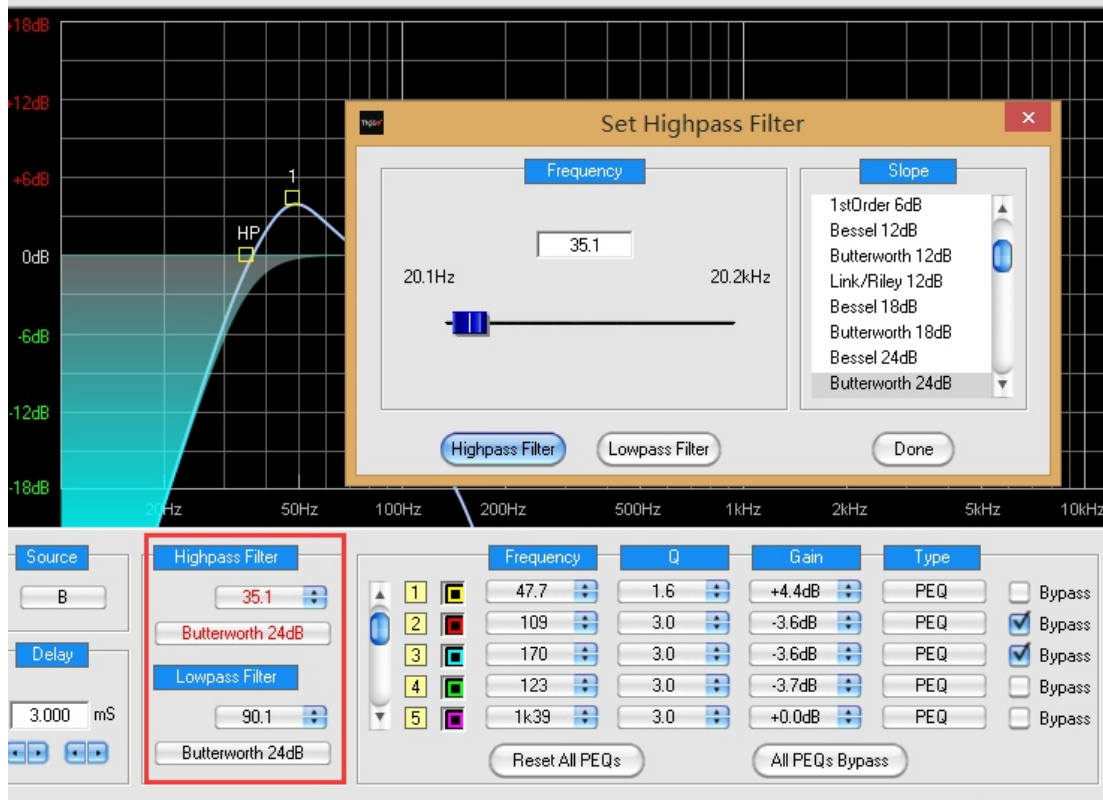 +18dB
+12dB
+6dB
0dB
-6dB
-12dB
-18dB
1
HP
20Hz 50Hz 100Hz 200Hz 500Hz 1kHz 2kHz 5kHz 10kHz
Set Highpass Filter
Frequency
35.1
20.1Hz 20.2kHz
Slope
1stOrder 6dB
Bessel 12dB
Butterworth 12dB
Link/Riley 12dB
Bessel 18dB
Butterworth 18dB
Bessel 24dB
Butterworth 24dB
Highpass Filter Lowpass Filter Done
Source
B
Delay
3.000 mS
Highpass Filter
35.1
Butterworth 24dB
Lowpass Filter
90.1
Butterworth 24dB
Frequency Q Gain Type
1 47.7 1.6 +4.4dB PEQ Bypass
2 109 3.0 -3.6dB PEQ Bypass
3 170 3.0 -3.6dB PEQ Bypass
4 123 3.0 -3.7dB PEQ Bypass
5 1k39 3.0 +0.0dB PEQ Bypass
Reset All PEQs All PEQs Bypass